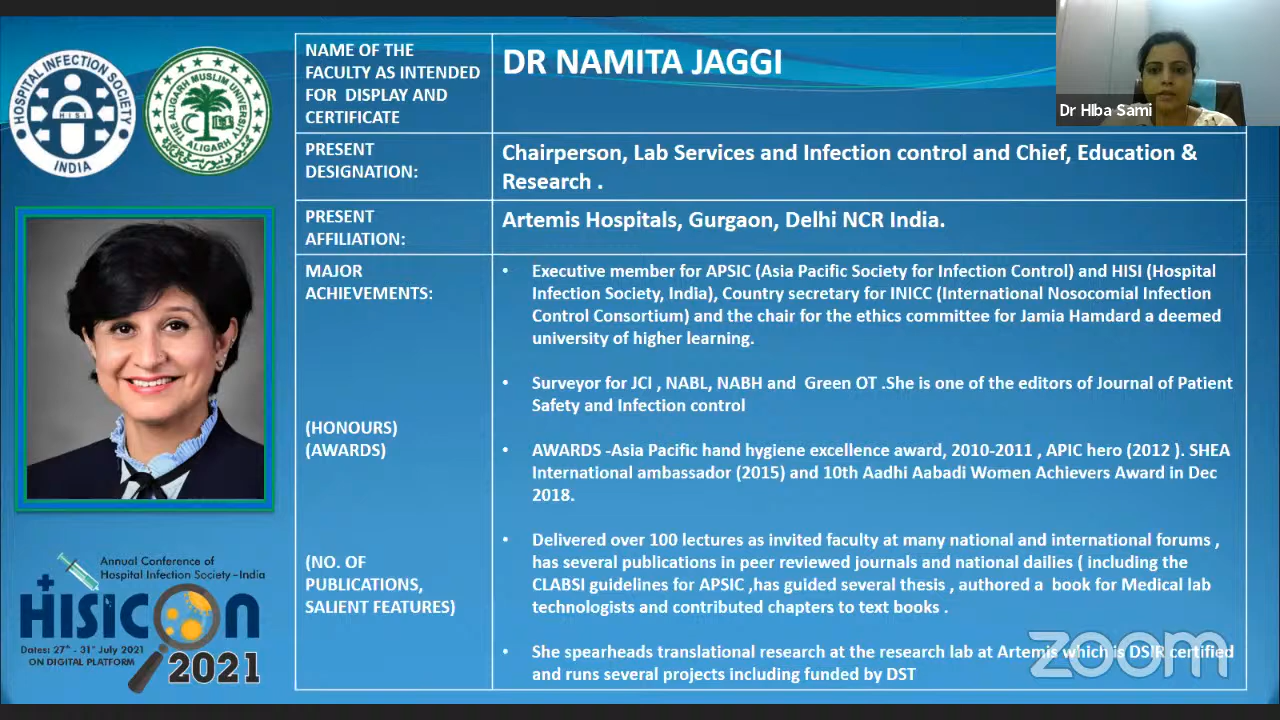 HOSPITAL INFECTION SOCIETY
HISI
INDIA
THE ALIGARH MUSLIM UNIVERSITY
ALIGARH
NAME OF THE
FACULTY AS INTENDED
FOR DISPLAY AND
CERTIFICATE
DR NAMITA JAGGI
Dr HIba Sami
PRESENT
DESIGNATION:
Chairperson, Lab Services and Infection control and Chief, Education &
Research .
PRESENT
AFFILIATION:
Artemis Hospitals, Gurgaon, Delhi NCR India.
MAJOR
ACHIEVEMENTS:
• Executive member for APSIC (Asia Pacific Society for Infection Control) and HISI (Hospital
Infection Society, India), Country secretary for INICC (International Nosocomial Infection
Control Consortium) and the chair for the ethics committee for Jamia Hamdard a deemed
university of higher learning.
• Surveyor for JCI , NABL, NABH and Green OT .She is one of the editors of Journal of Patient
Safety and Infection control
(HONOURS)
(AWARDS)
• AWARDS -Asia Pacific hand hygiene excellence award, 2010-2011 , APIC hero (2012 ). SHEA
International ambassador (2015) and 10th Aadhi Aabadi Women Achievers Award in Dec
2018.
(NO. OF
PUBLICATIONS,
SALIENT FEATURES)
• Delivered over 100 lectures as invited faculty at many national and international forums ,
has several publications in peer reviewed journals and national dailies ( including the
CLABSI guidelines for APSIC ,has guided several thesis , authored a book for Medical lab
technologists and contributed chapters to text books .
• She spearheads translational research at the research lab at Artemis which is DSIR certified
and runs several projects including funded by DST
Annual Conference of
Hospital Infection Society -India
HISICON
Dates: 27th - 31st July 2021
ON DIGITAL PLATFORM
2021
zoom